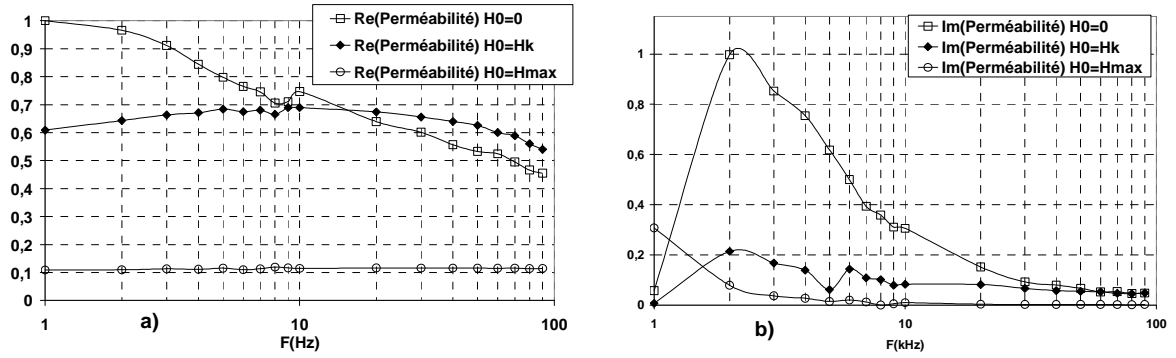 1
0,9
0,8
0,7
0,6
0,5
0,4
0,3
0,2
0,1
0
1
10
100
F(Hz)
a)
Re(Perméabilité) H0=0
Re(Perméabilité) H0=Hk
Re(Perméabilité) H0=Hmax
1
0,8
0,6
0,4
0,2
0
1
10
100
F(kHz)
b)
Im(Perméabilité) H0=0
Im(Perméabilité) H0=Hk
Im(Perméabilité) H0=Hmax